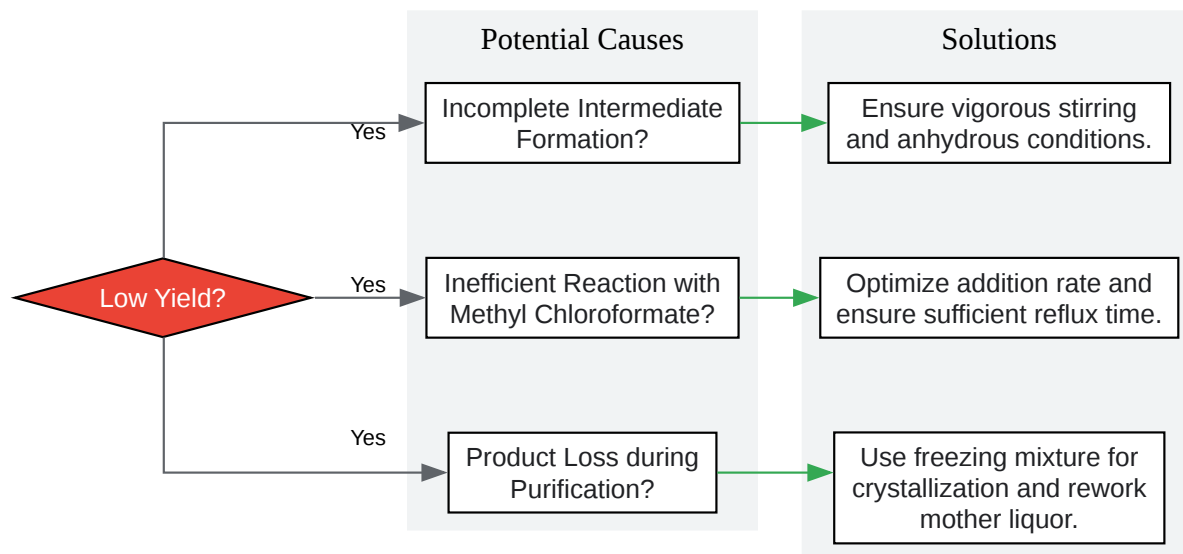 Potential Causes
Solutions
Yes
Incomplete Intermediate
Formation?
Ensure vigorous stirring
and anhydrous conditions.
Low Yield?
Yes
Inefficient Reaction with
Methyl Chloroformate?
Optimize addition rate and
ensure sufficient reflux time.
Yes
Product Loss during
Purification?
Use freezing mixture for
crystallization and rework
mother liquor.